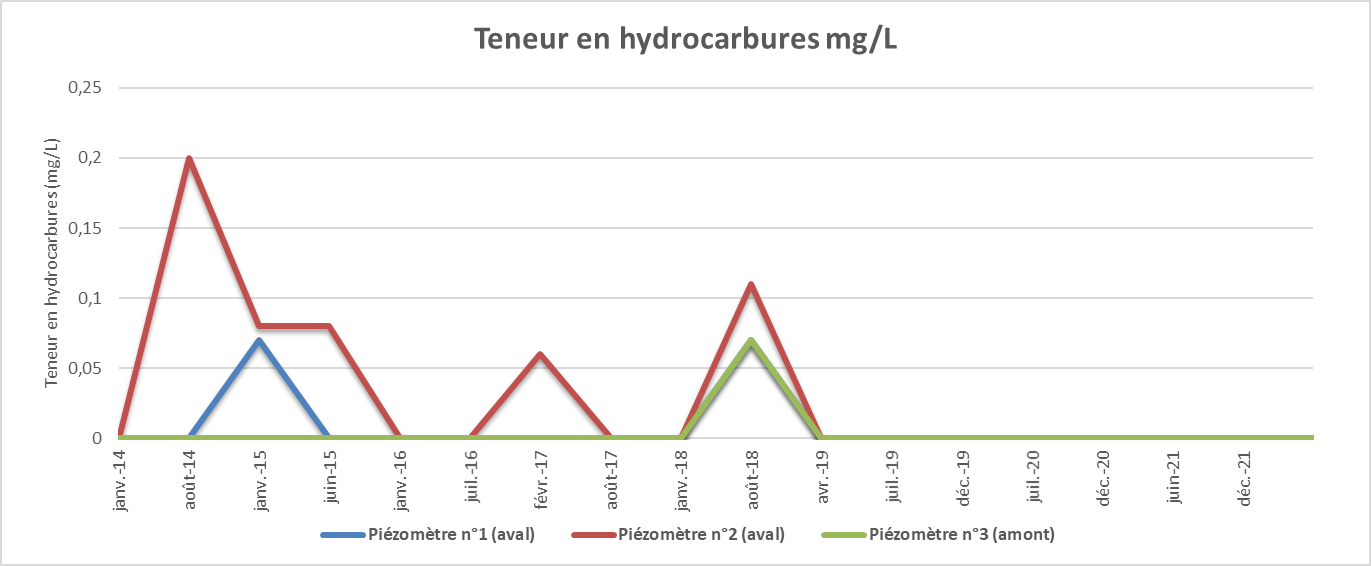 Teneur en hydrocarbures mg/L
Teneur en hydrocarbures (mg/L)
0,25
0,2
0,15
0,1
0,05
0
janv.-14
août-14
janv.-15
juin-15
janv.-16
juil.-16
févr.-17
août-17
janv.-18
août-18
avr.-19
juil.-19
déc.-19
juil.-20
déc.-20
juin-21
déc.-21
Piézomètre n°1 (aval)
Piézomètre n°2 (aval)
Piézomètre n°3 (amont)